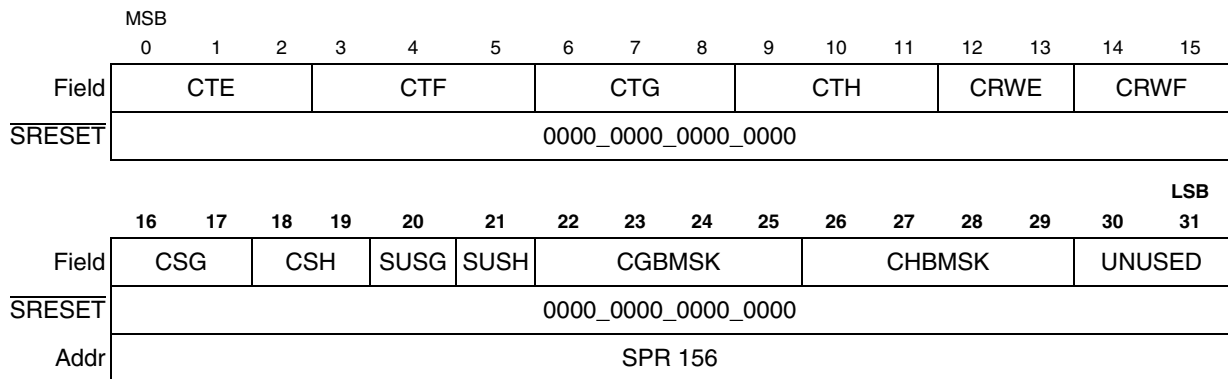 MSB
0 1 2 3 4 5 6 7 8 9 10 11 12 13 14 15
Field CTE CTF CTG CTH CRWE CRWF
SRESET 0000_0000_0000_0000
LSB
16 17 18 19 20 21 22 23 24 25 26 27 28 29 30 31
Field CSG CSH SUSG SUSH CGBMSK CHBMSK UNUSED
SRESET 0000_0000_0000_0000
Addr SPR 156